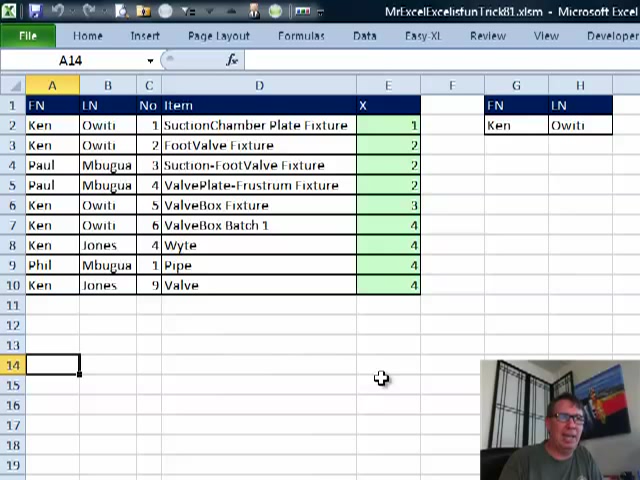 MrExcelExcelisfunTrick81.xlsm - Microsoft Excel
File Home Insert Page Layout Formulas Data Easy-XL Review View Developer
A14 fx
A B C D E F G H
1 FN LN No Item X FN LN
2 Ken Owiti 1 SuctionChamber Plate Fixture 1 Ken Owiti
3 Ken Owiti 2 FootValve Fixture 2
4 Paul Mbugua 3 Suction-FootValve Fixture 2
5 Paul Mbugua 4 ValvePlate-Frustrum Fixture 2
6 Ken Owiti 5 ValveBox Fixture 3
7 Ken Owiti 6 ValveBox Batch 1 4
8 Ken Jones 4 Wyte 4
9 Phil Mbugua 1 Pipe 4
10 Ken Jones 9 Valve 4
11
12
13
14
15
16
17
18
19